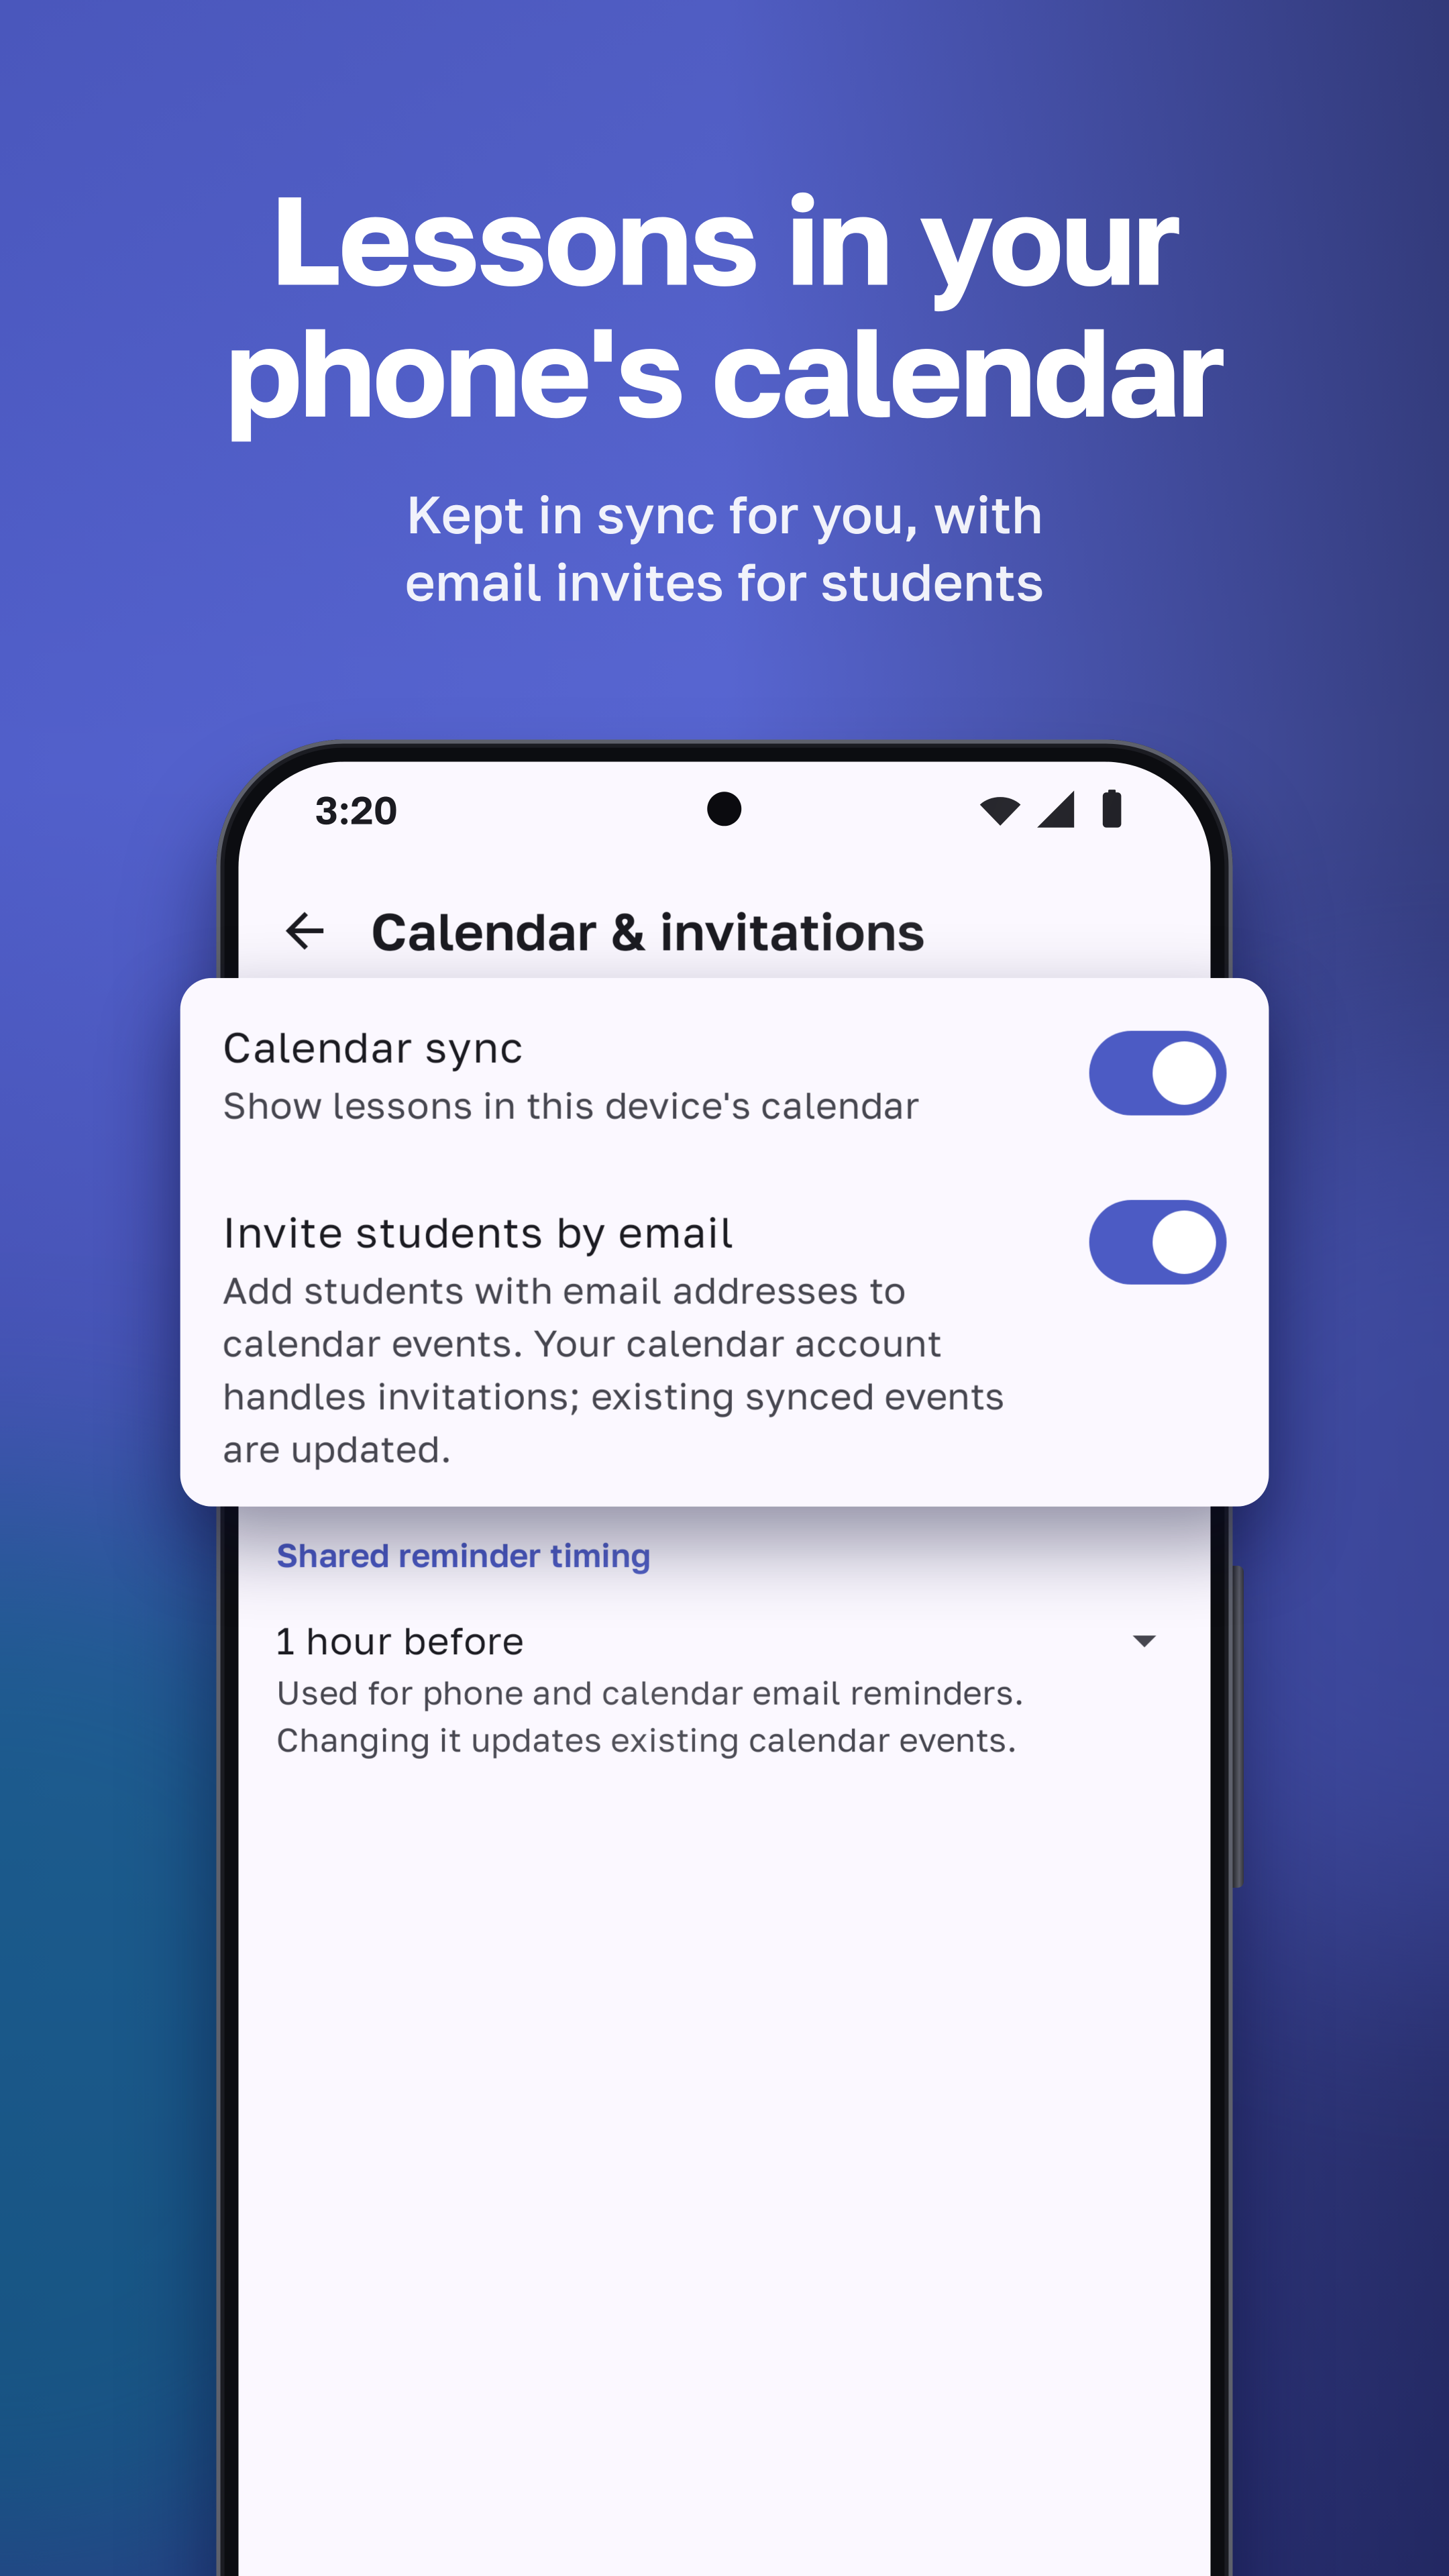 Lessons in your
phone's calendar
Kept in sync for you, with
email invites for students
3:20
Calendar & invitations
Calendar sync
Show lessons in this device's calendar
Invite students by email
Add students with email addresses to
calendar events. Your calendar account
handles invitations; existing synced events
are updated.
Shared reminder timing
1 hour before
Used for phone and calendar email reminders.
Changing it updates existing calendar events.